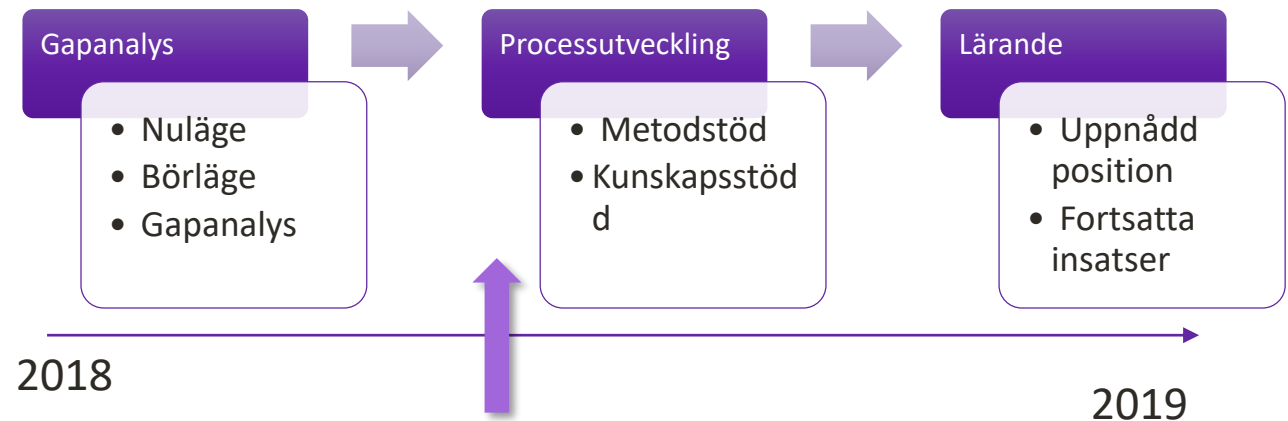 Gapanalys
• Nuläge
• Börläge
• Gapanalys
Processutveckling
• Metodstöd
• Kunskapsstöd
d
Lärande
• Uppnådd
position
• Fortsatta
insatser
2018
2019